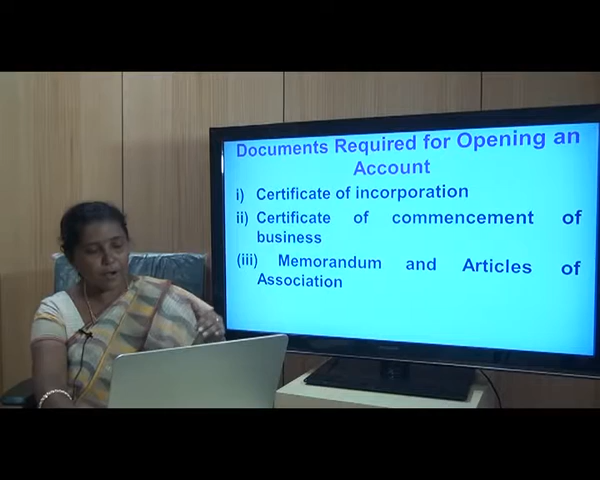 Documents Required for Opening an
Account
i) Certificate of incorporation
ii) Certificate of commencement of
business
(iii) Memorandum and Articles of
Association